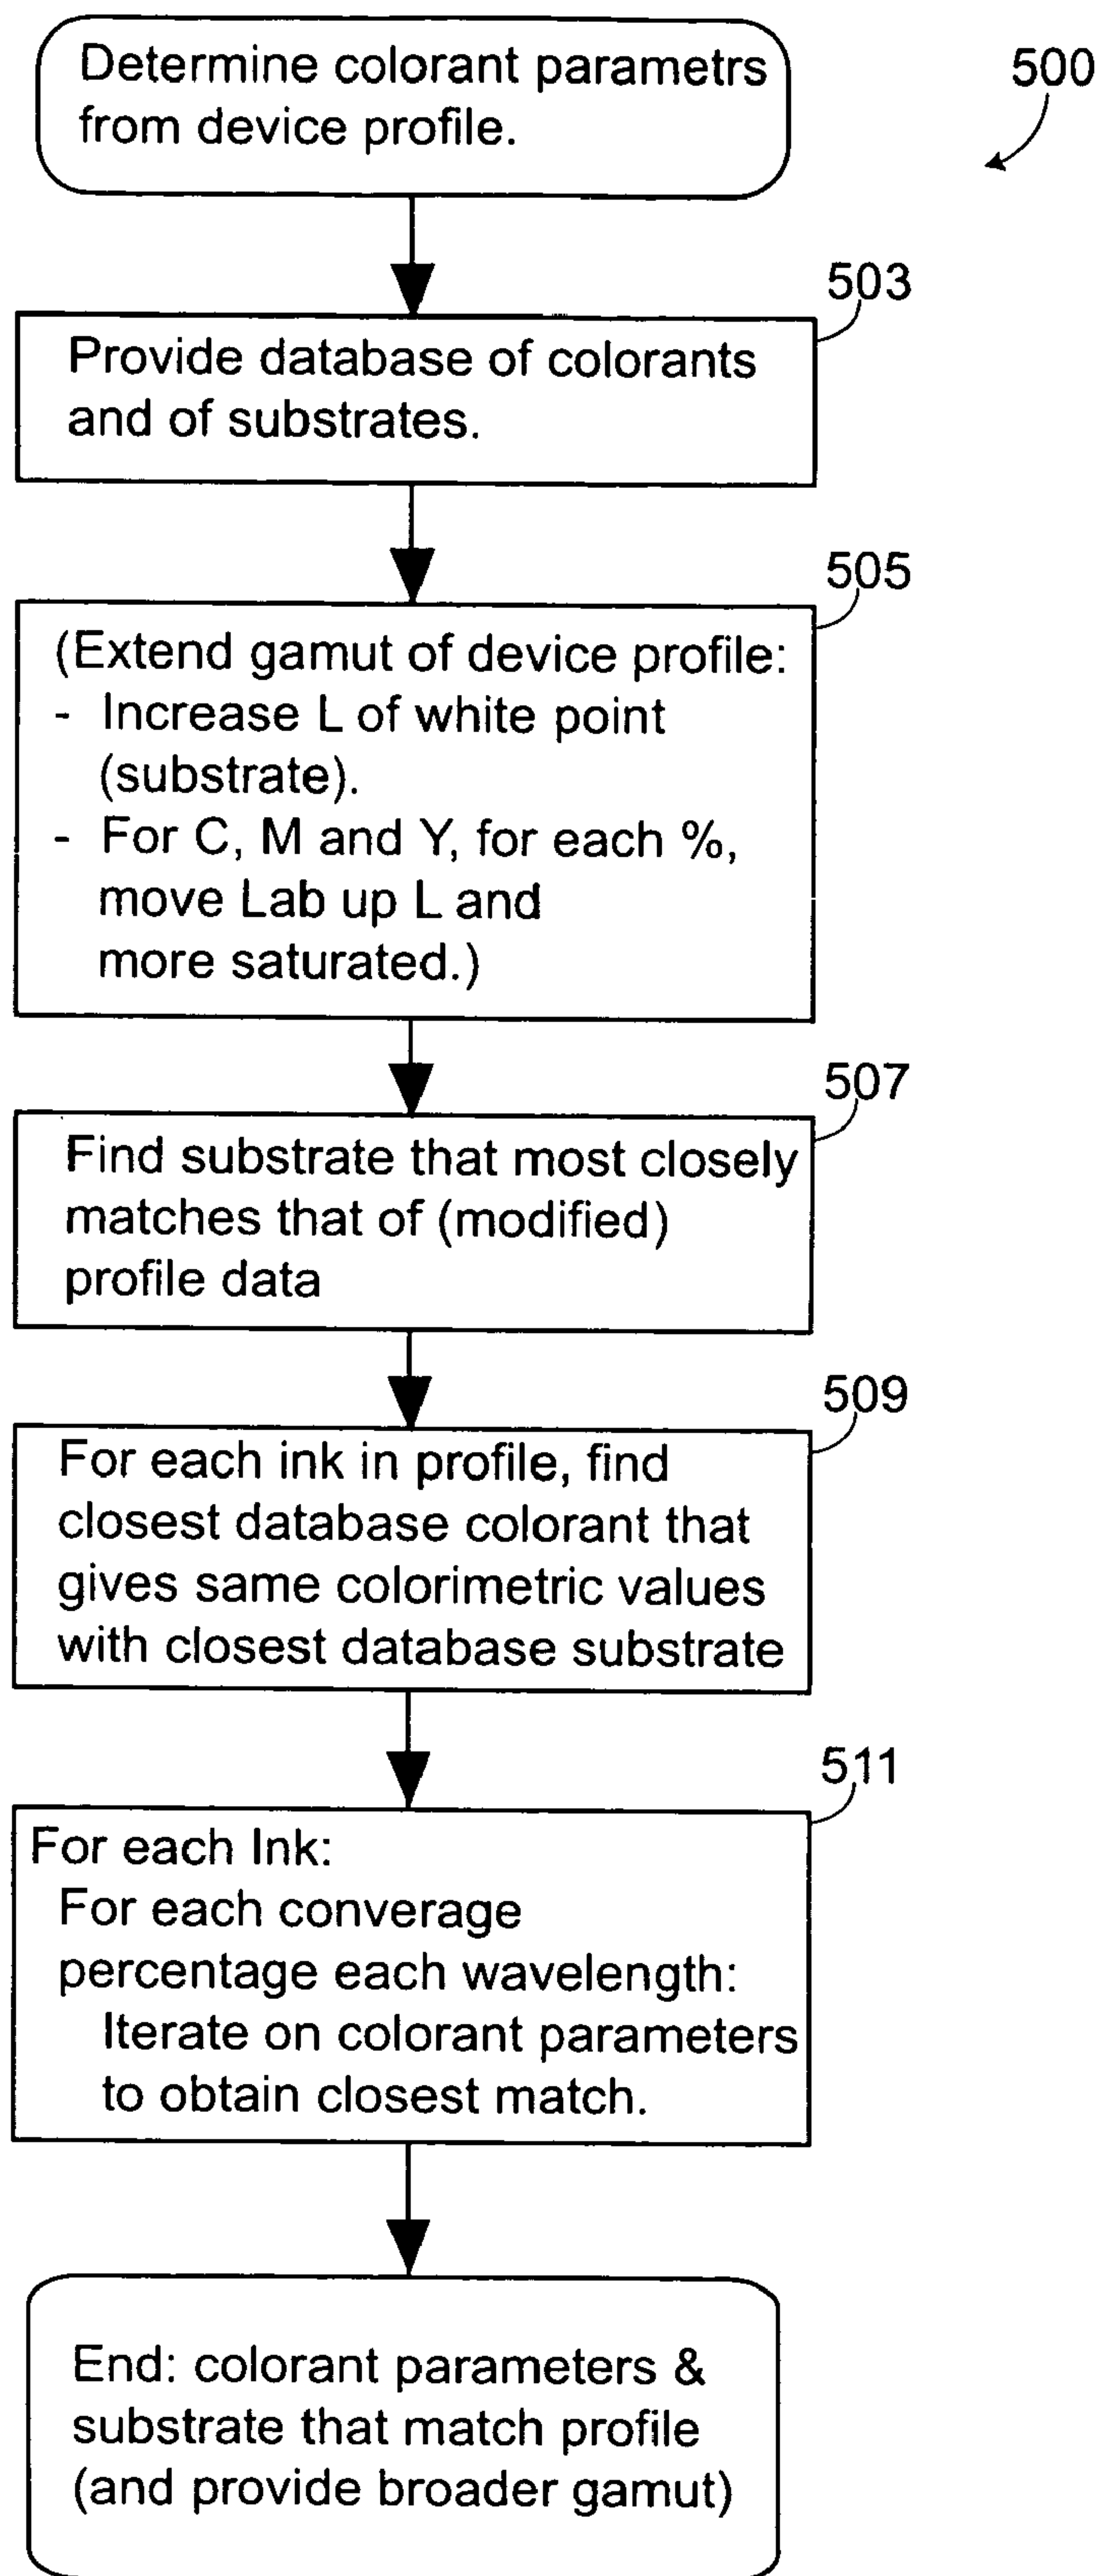 Determine colorant parametrs
from device profile.
500
503
Provide database of colorants
and of substrates.
505
(Extend gamut of device profile:
- Increase L of white point
(substrate).
- For C, M and Y, for each %,
move Lab up L and
more saturated.)
507
Find substrate that most closely
matches that of (modified)
profile data
509
For each ink in profile, find
closest database colorant that
gives same colorimetric values
with closest database substrate
511
For each Ink:
For each converage
percentage each wavelength:
Iterate on colorant parameters
to obtain closest match.
End: colorant parameters &
substrate that match profile
(and provide broader gamut)